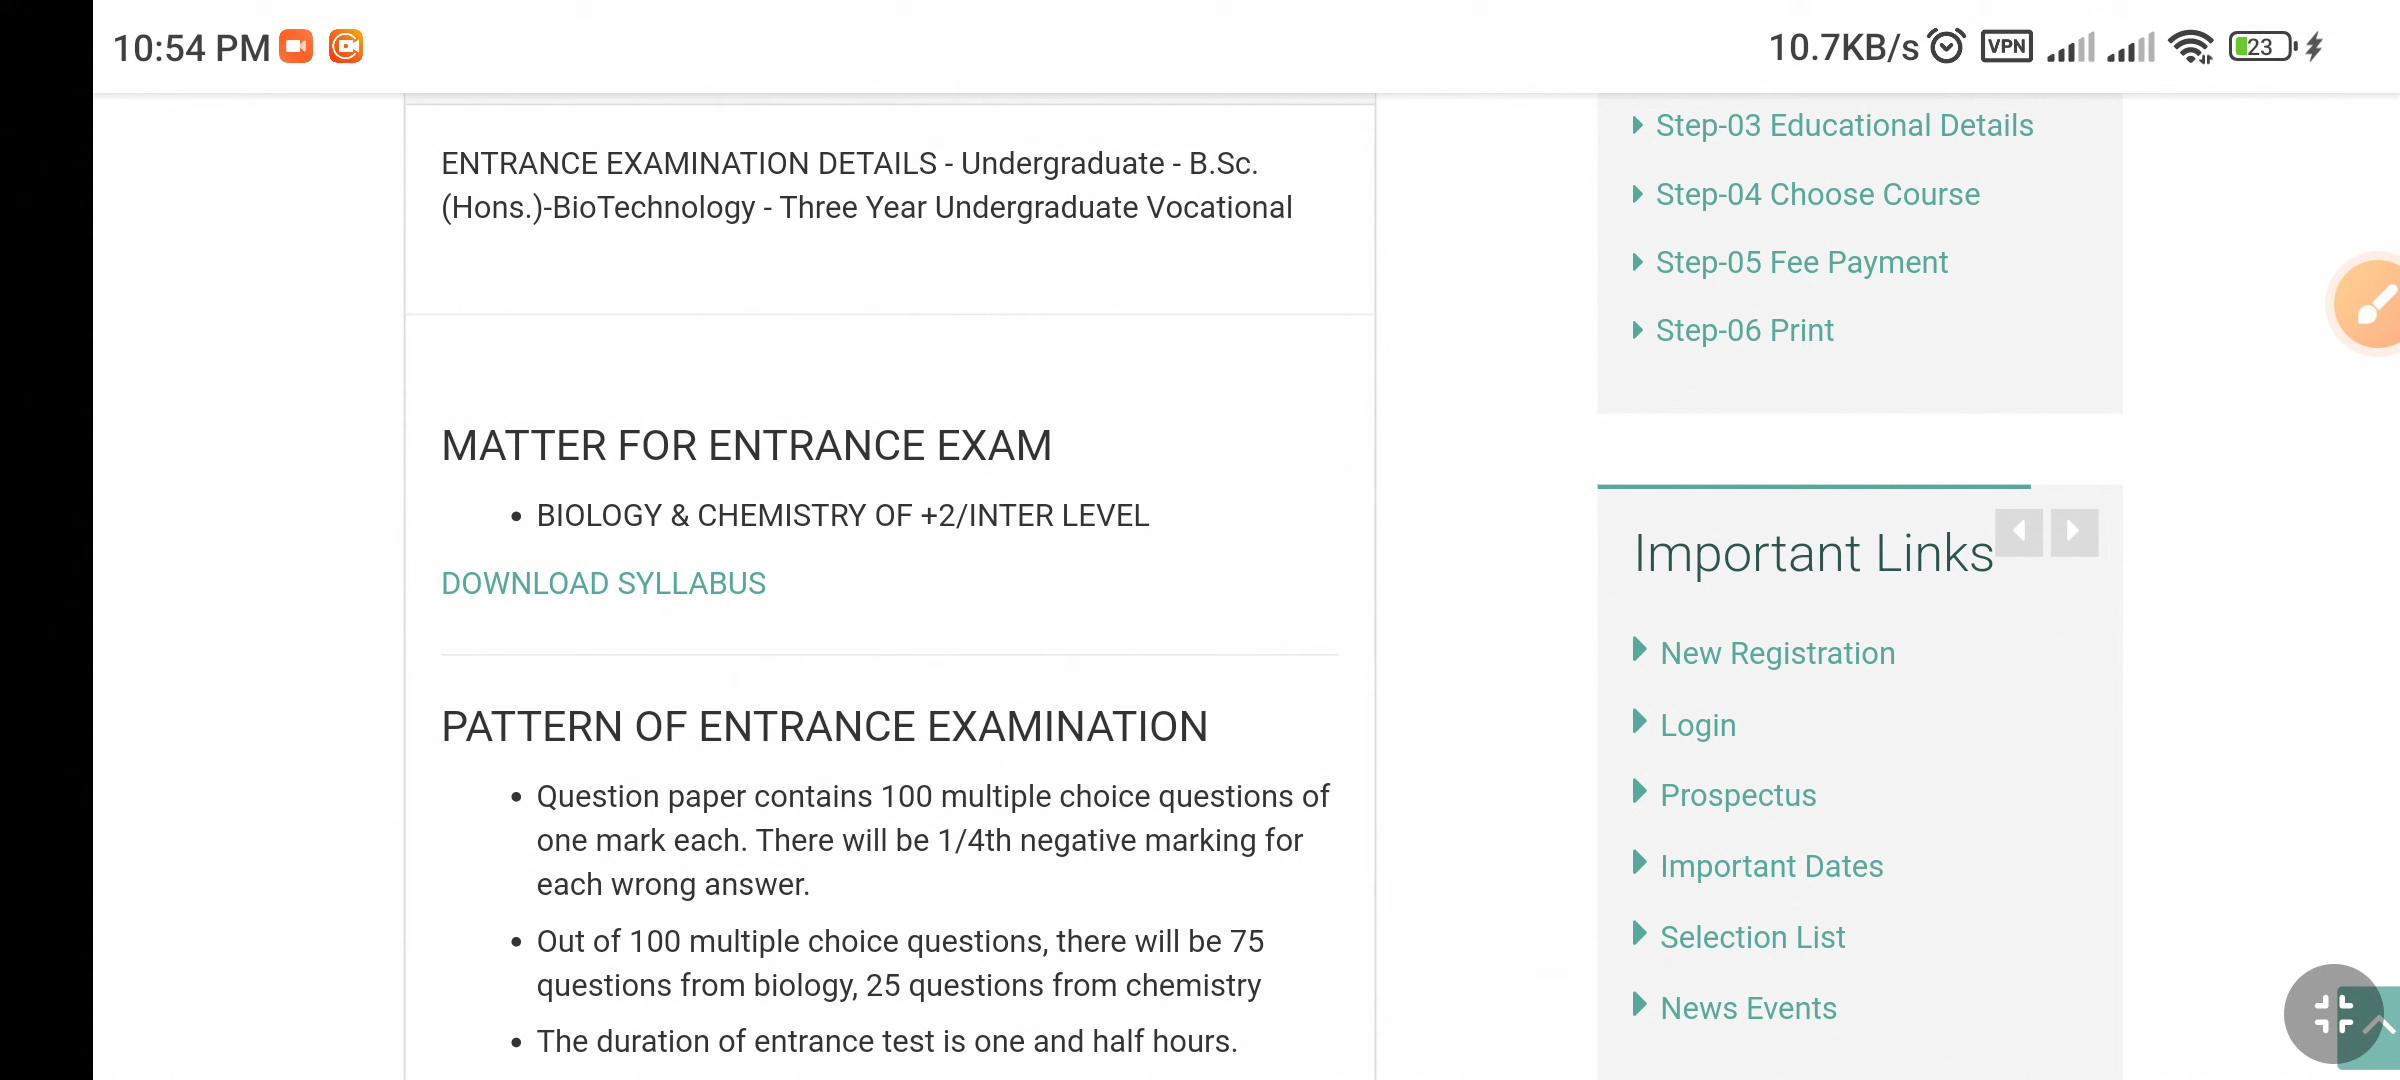 10:54 PM
10.7KB/s
VPN
23
ENTRANCE EXAMINATION DETAILS - Undergraduate - B.Sc.
(Hons.)-BioTechnology - Three Year Undergraduate Vocational
MATTER FOR ENTRANCE EXAM
• BIOLOGY & CHEMISTRY OF +2/INTER LEVEL
DOWNLOAD SYLLABUS
PATTERN OF ENTRANCE EXAMINATION
• Question paper contains 100 multiple choice questions of
one mark each. There will be 1/4th negative marking for
each wrong answer.
• Out of 100 multiple choice questions, there will be 75
questions from biology, 25 questions from chemistry
• The duration of entrance test is one and half hours.
Step-03 Educational Details
Step-04 Choose Course
Step-05 Fee Payment
Step-06 Print
Important Links
New Registration
Login
Prospectus
Important Dates
Selection List
News Events